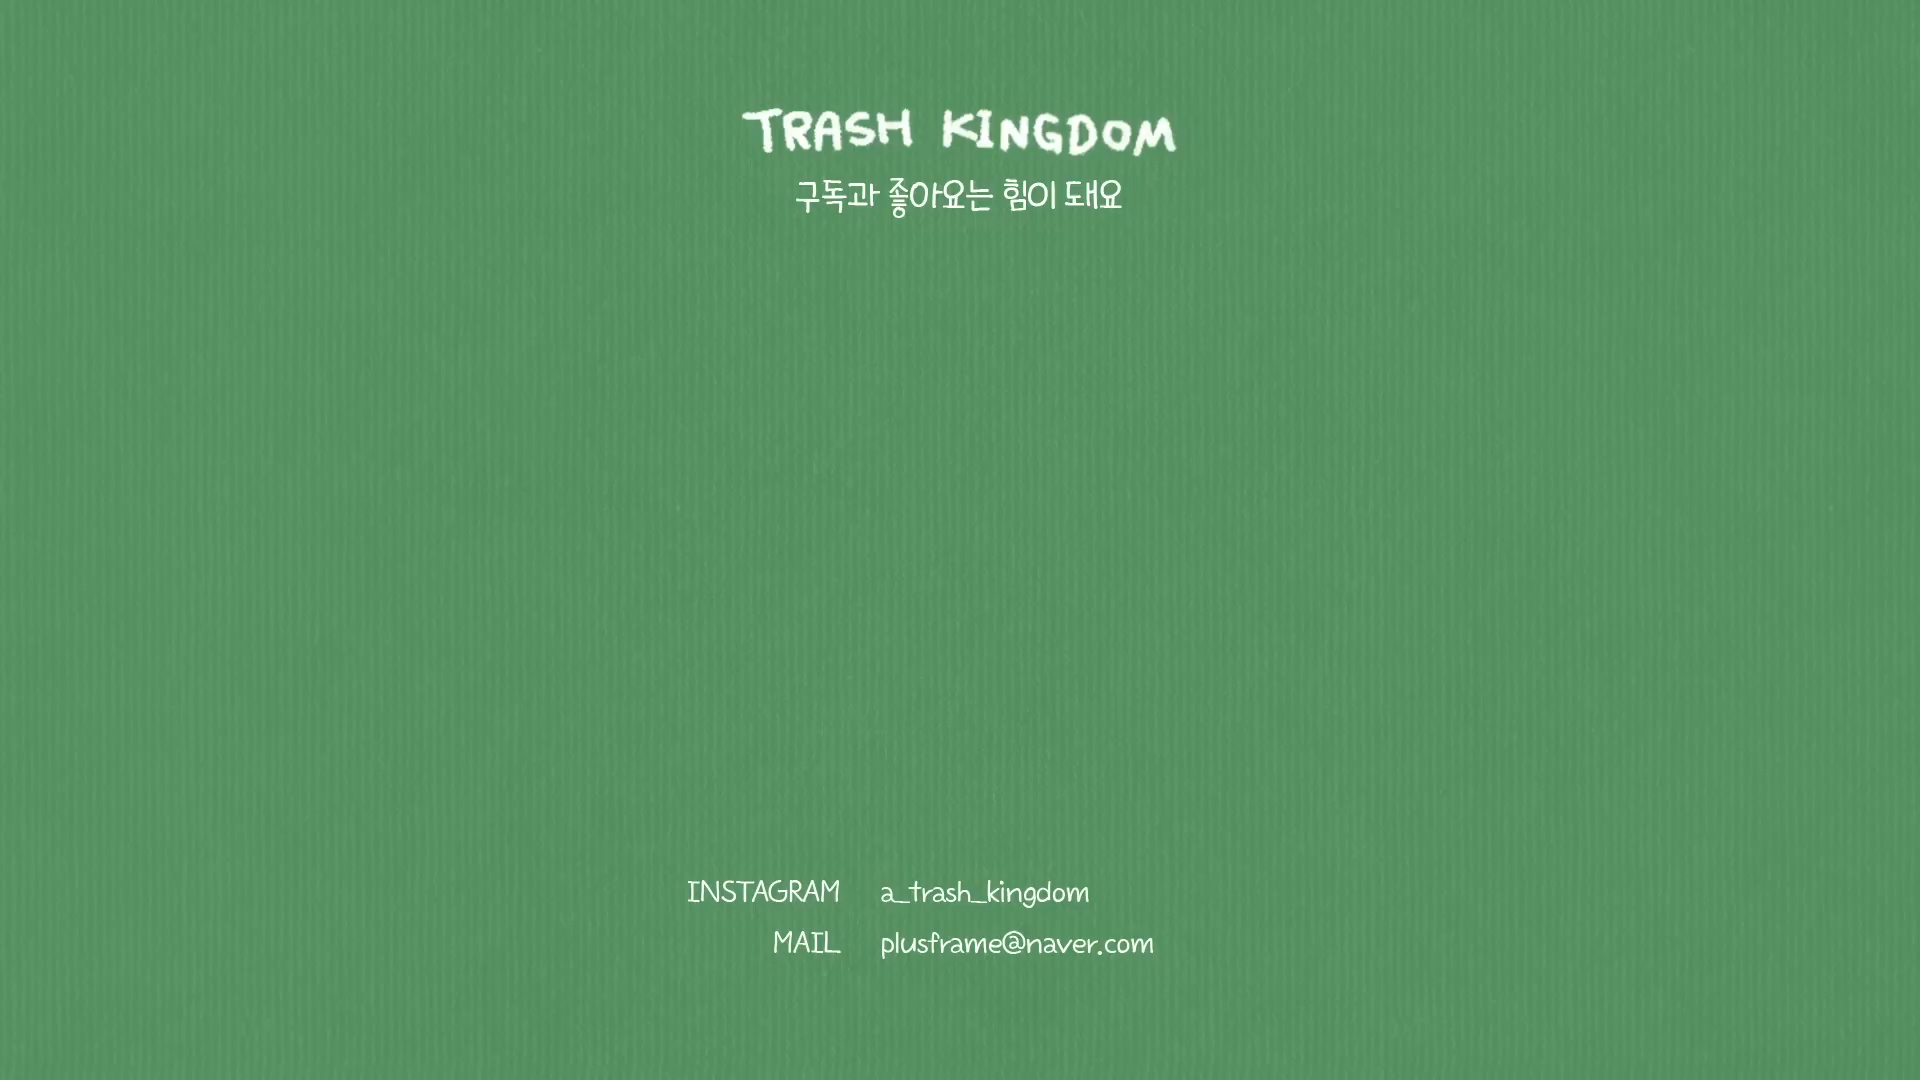 TRASH KINGDOM
구독과 좋아요는 힘이 돼요
INSTAGRAM a_trash_kingdom
MAIL plusframe@naver.com